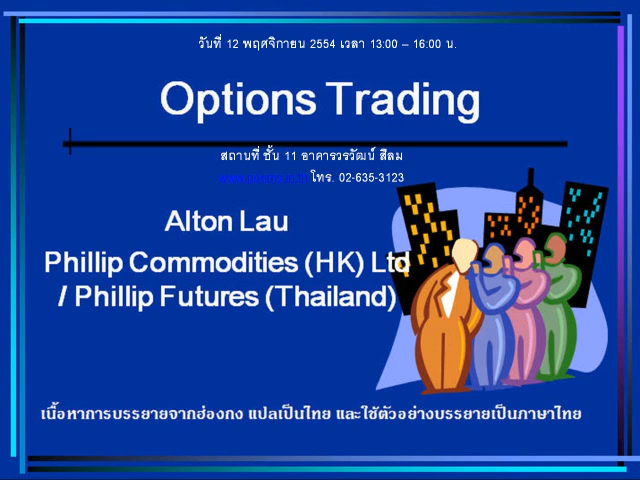 วันที่ 12 พฤศจิกายน 2554 เวลา 13:00 – 16:00 น.
Options Trading
สถานที่ ชั้น 11 อาคารวรวัฒน์ สีลม
โทร. 02-635-3123
Alton Lau
Phillip Commodities (HK) Ltd
/ Phillip Futures (Thailand)
เนื้อหาการบรรยายจากฮ่องกง แปลเป็นไทย และใช้ตัวอย่างบรรยายเป็นภาษาไทย